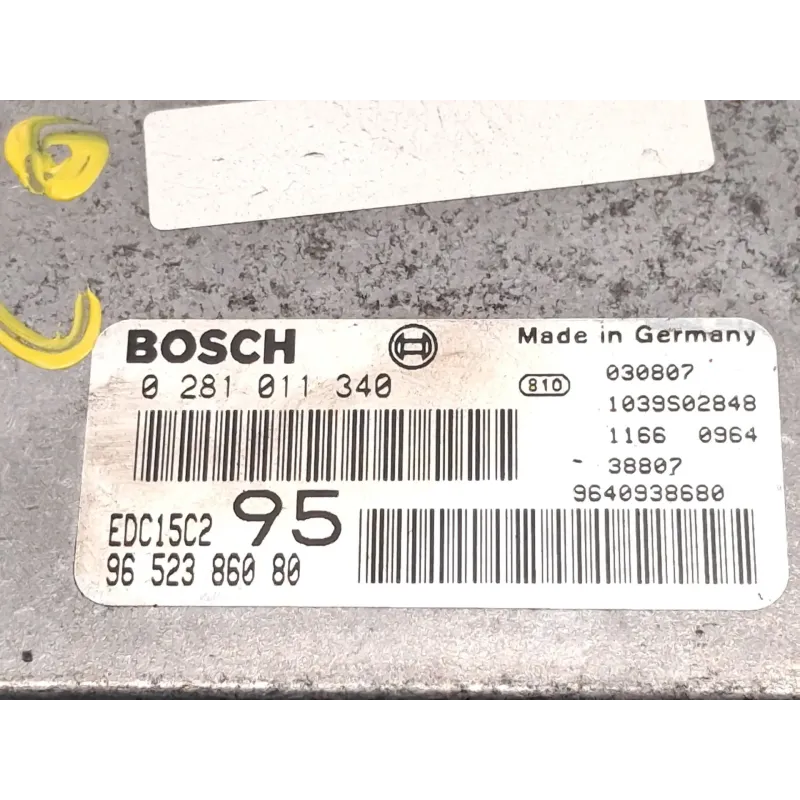 BOSCH
0 281 011 340
EDC15C2 95
96 523 860 80
Made in Germany
810 030807
1039S02848
1166 0964
- 38807
9640938680